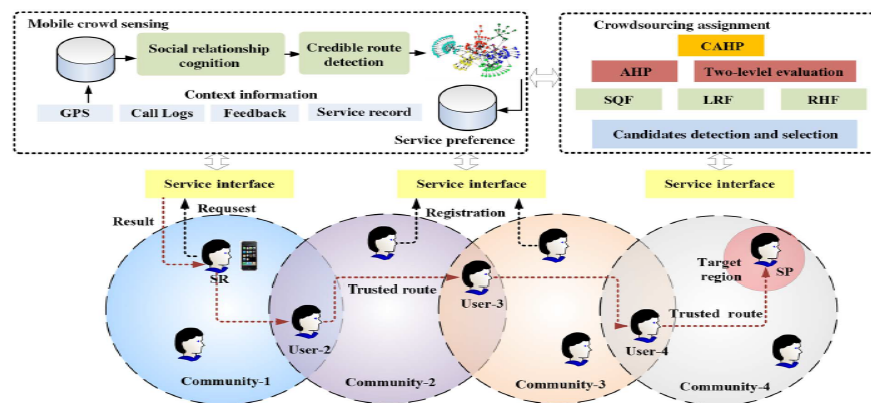 Mobile crowd sensing
Social relationship
cognition
Credible route
detection
Context information
GPS
Call Logs
Feedback
Service record
Service preference
Crowdsourcing assignment
CAHP
AHP
Two-levlel evaluation
SQF
LRF
RHF
Candidates detection and selection
Service interface
Service interface
Service interface
Result
Requsest
Registration
SR
User-2
Trusted route
User-3
User-4
Trusted route
Target
region
SP
Community-1
Community-2
Community-3
Community-4